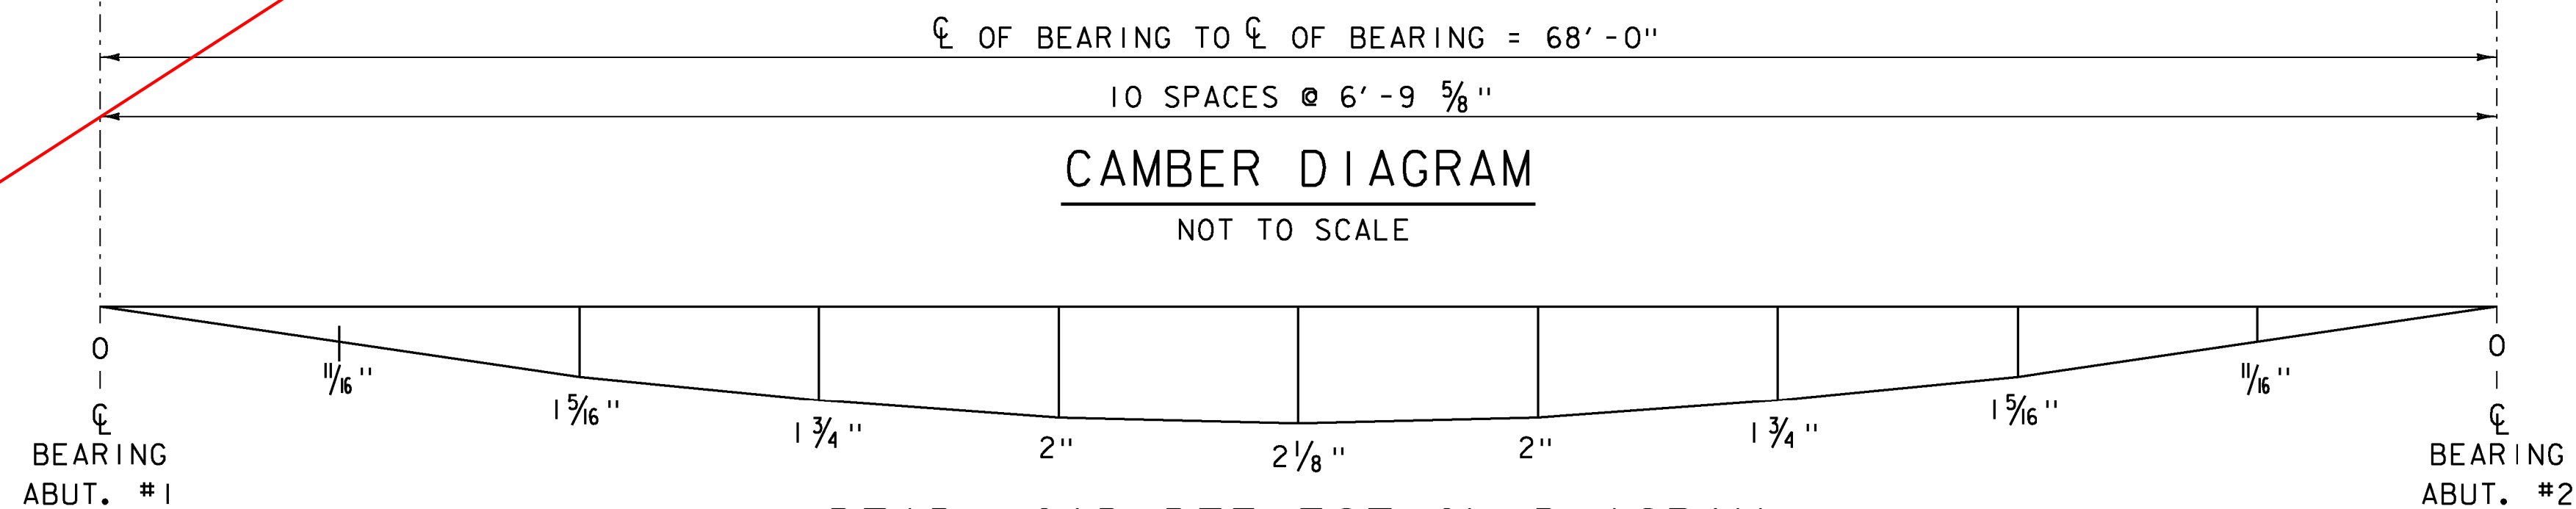 ℄ OF BEARING TO ℄ OF BEARING = 68'-0"
10 SPACES @ 6'-9 5/8"
CAMBER DIAGRAM
NOT TO SCALE
0
11/16"
1 5/16"
1 3/4"
2"
2 1/8"
2"
1 3/4"
1 5/16"
11/16"
0
℄
BEARING
ABUT. #1
℄
BEARING
ABUT. #2